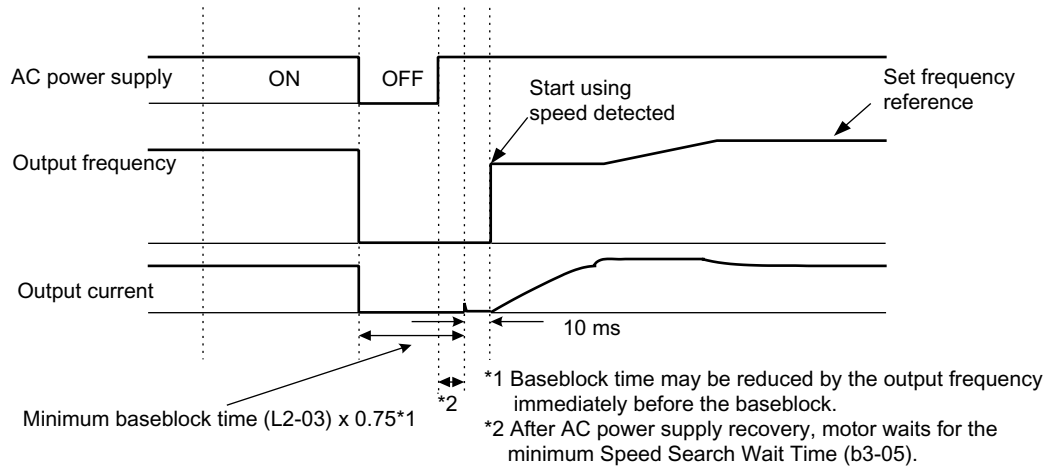 AC power supply
ON
OFF
Start using
speed detected
Set frequency
reference
Output frequency
Output current
10 ms
Minimum baseblock time (L2-03) x 0.75*1
*2
*1 Baseblock time may be reduced by the output frequency
immediately before the baseblock.
*2 After AC power supply recovery, motor waits for the
minimum Speed Search Wait Time (b3-05).